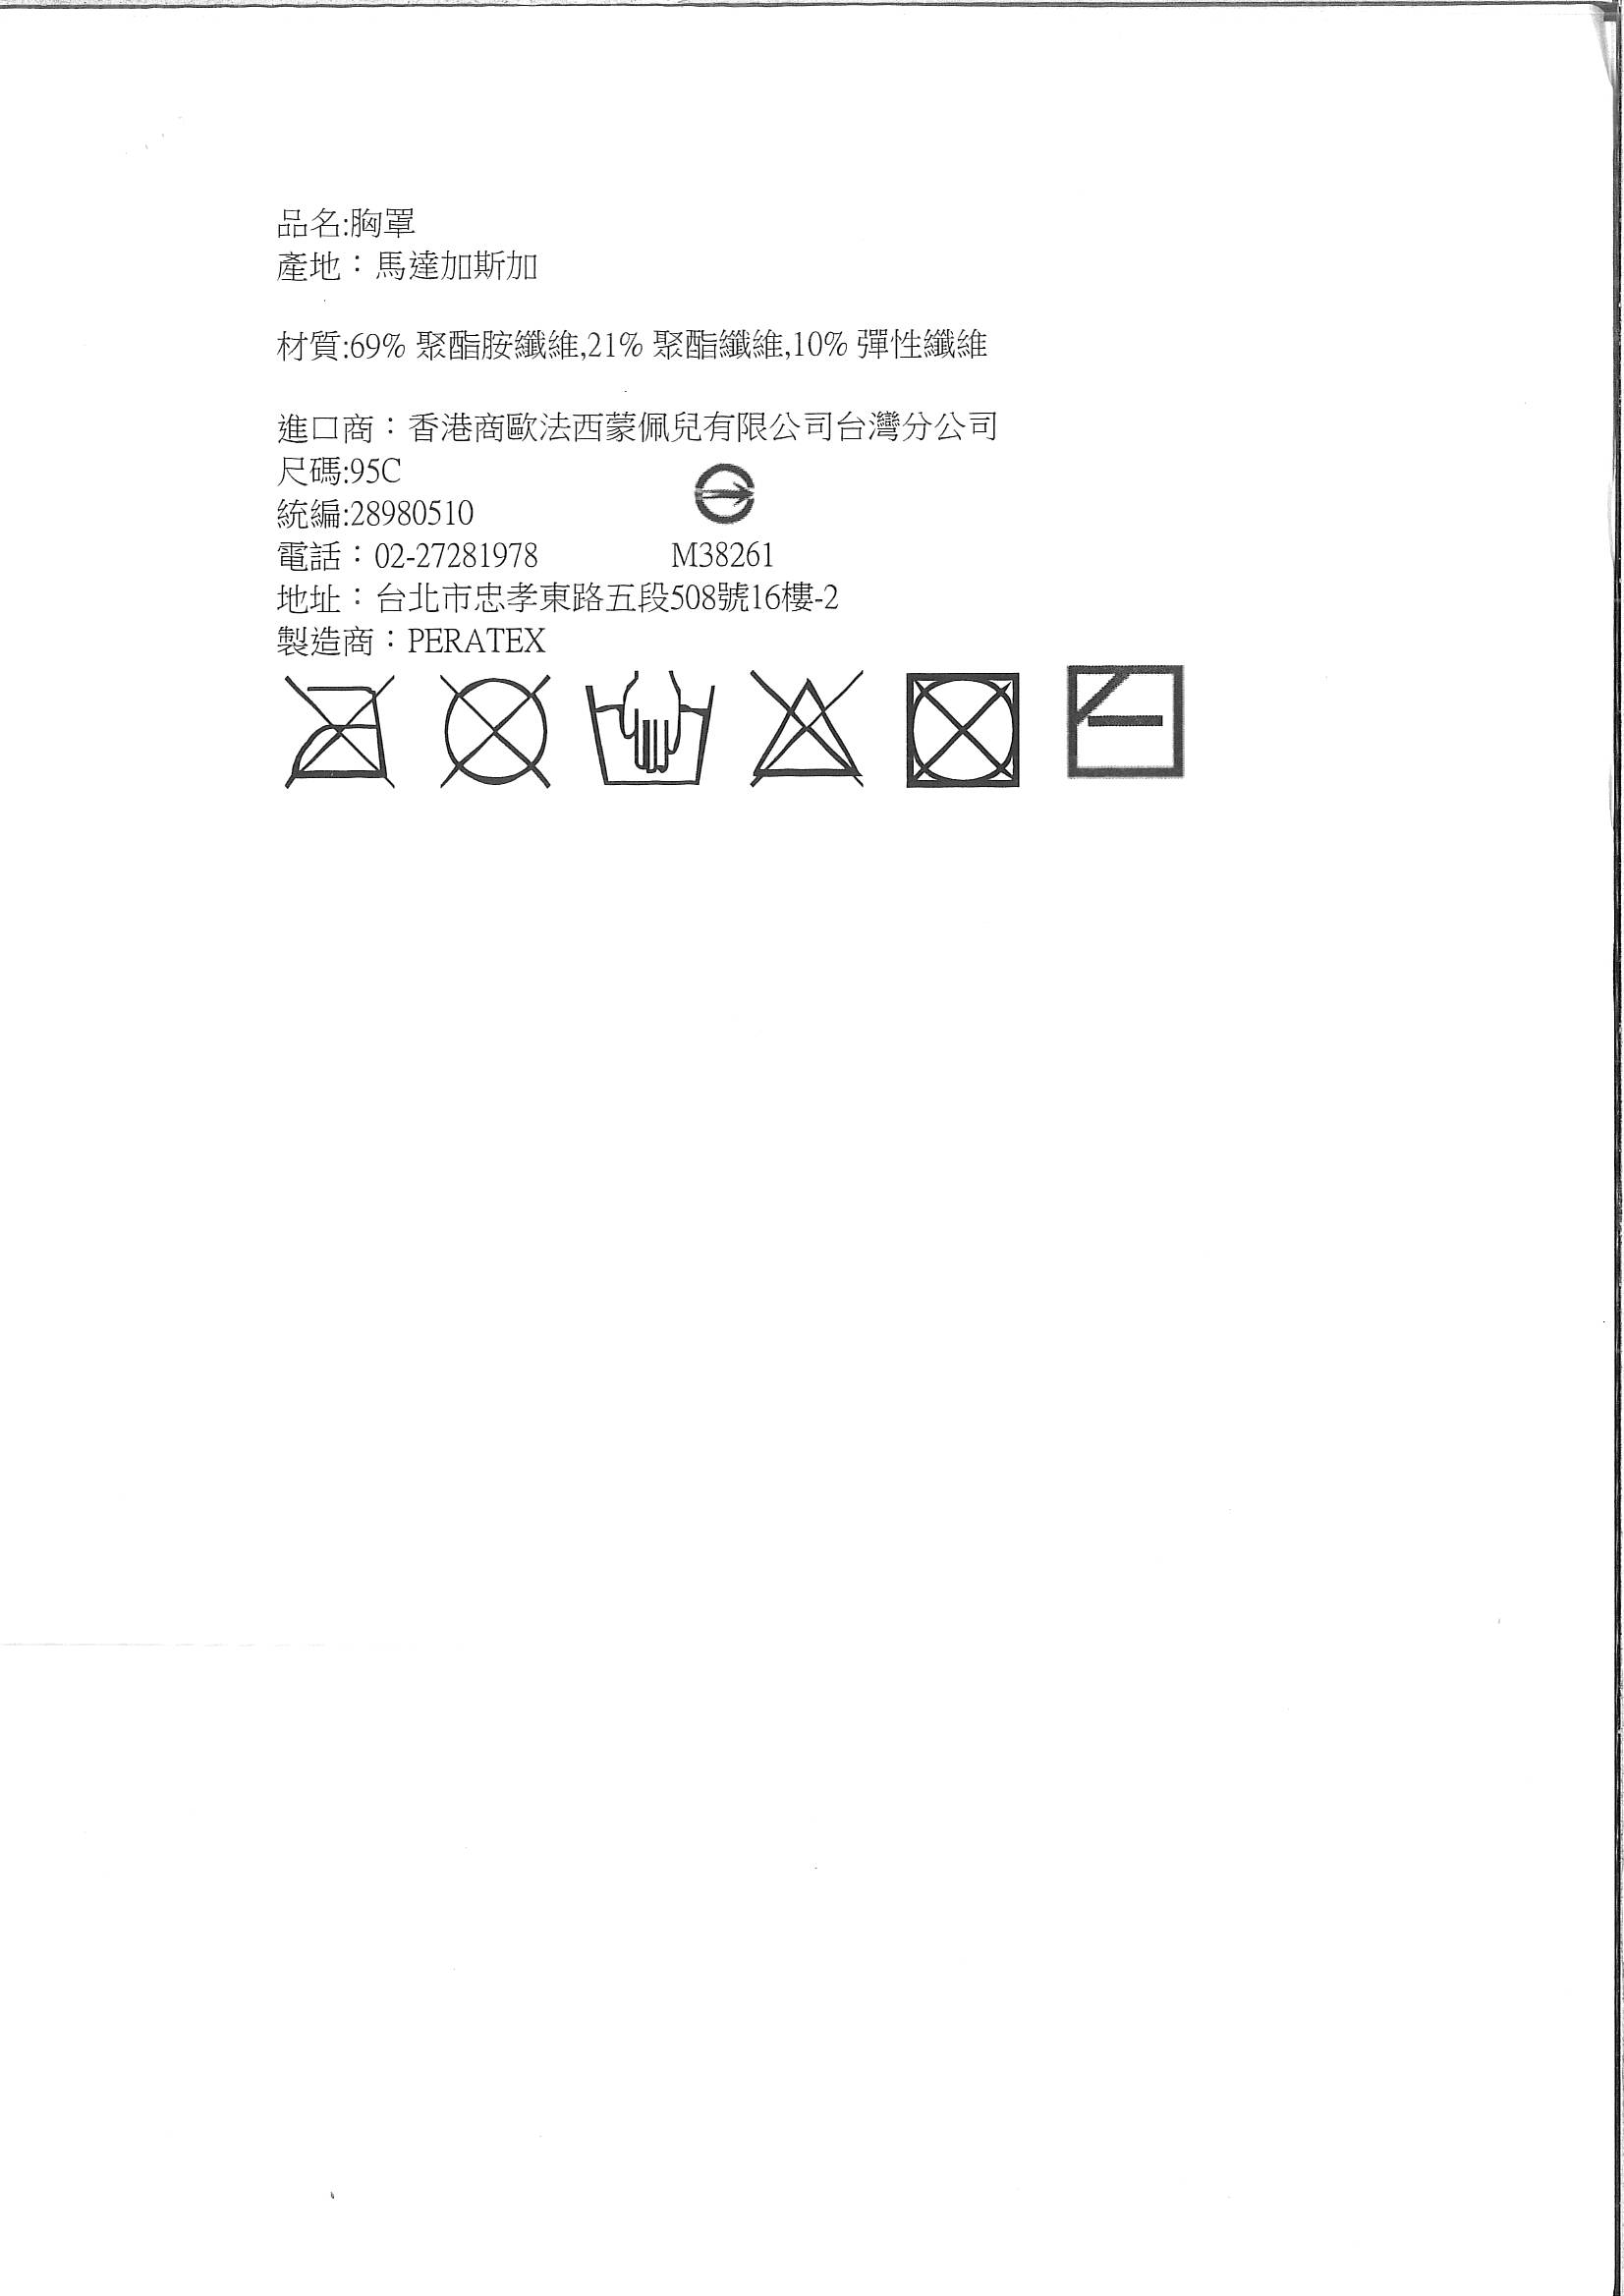 品名:胸罩
產地：馬達加斯加
材質:69% 聚酯胺纖維,21% 聚酯纖維,10% 彈性纖維
進口商：香港商歐法西蒙佩兒有限公司台灣分公司
尺碼:95C
統編:28980510
電話：02-27281978 M38261
地址：台北市忠孝東路五段508號16樓-2
製造商：PERATEX